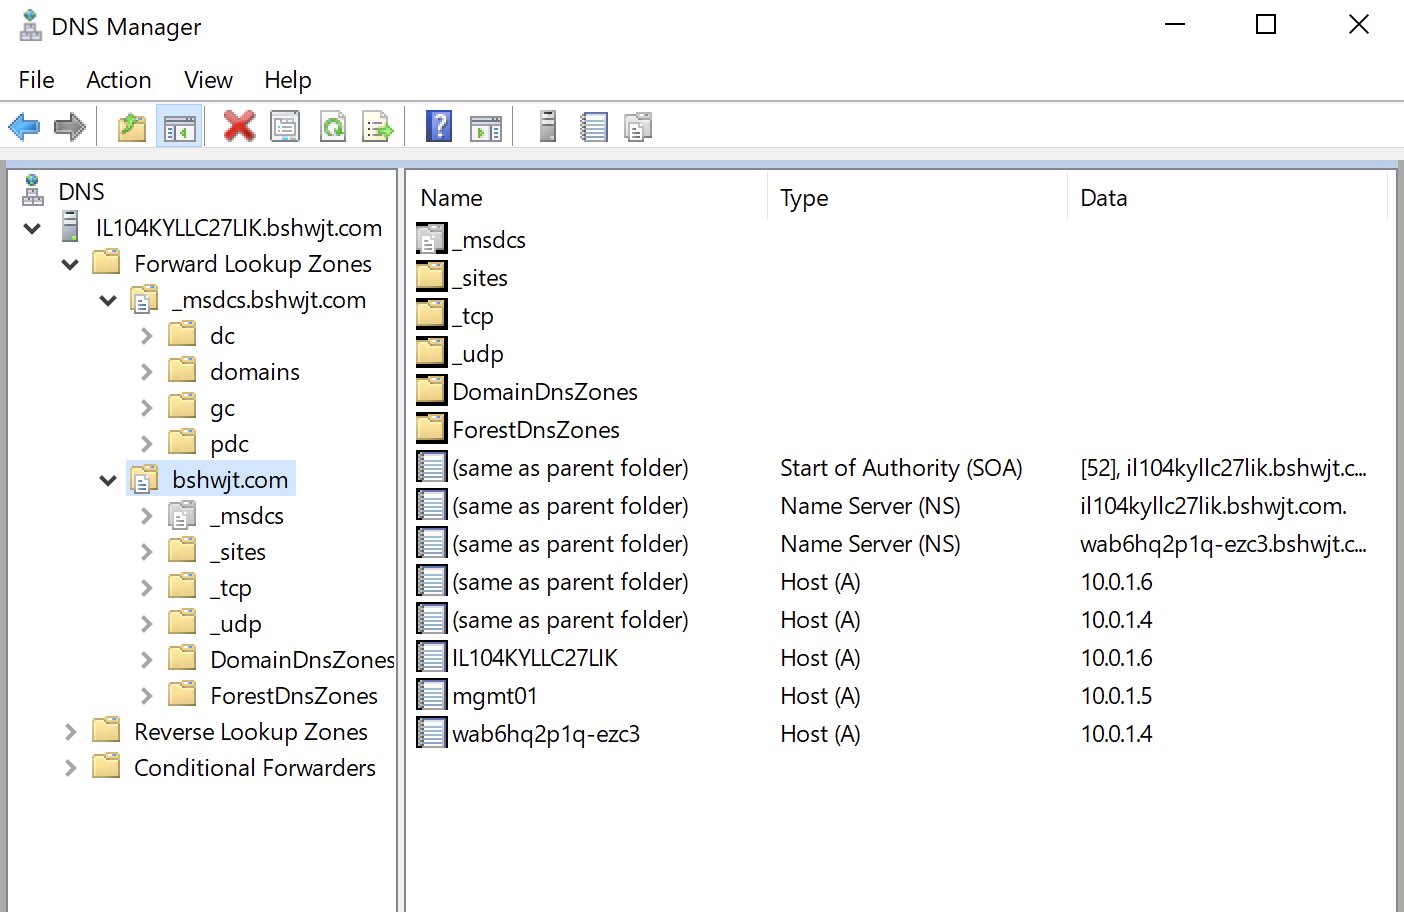 DNS Manager
File Action View Help
DNS
IL104KYLLC27LIK.bshwjt.com
Forward Lookup Zones
_msdcs.bshwjt.com
dc
domains
gc
pdc
bshwjt.com
_msdcs
_sites
_tcp
_udp
DomainDnsZones
ForestDnsZones
Reverse Lookup Zones
Conditional Forwarders
Name Type Data
_msdcs
_sites
_tcp
_udp
DomainDnsZones
ForestDnsZones
(same as parent folder) Start of Authority (SOA) [52], il104kyllc27lik.bshwjt.c...
(same as parent folder) Name Server (NS) il104kyllc27lik.bshwjt.com.
(same as parent folder) Name Server (NS) wab6hq2p1q-ezc3.bshwjt.c...
(same as parent folder) Host (A) 10.0.1.6
(same as parent folder) Host (A) 10.0.1.4
IL104KYLLC27LIK Host (A) 10.0.1.6
mgmt01 Host (A) 10.0.1.5
wab6hq2p1q-ezc3 Host (A) 10.0.1.4